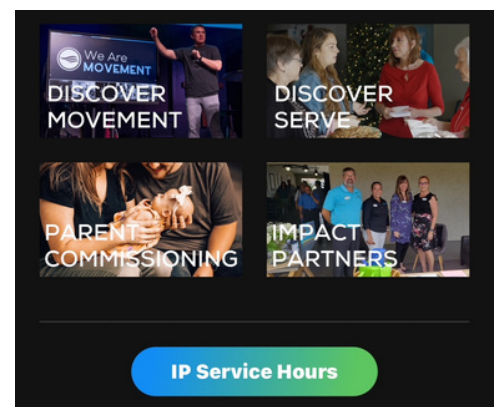 We Are
MOVEMENT
DISCOVER
MOVEMENT
DISCOVER
SERVE
PARENT
COMMISSIONING
IMPACT
PARTNERS
IP Service Hours